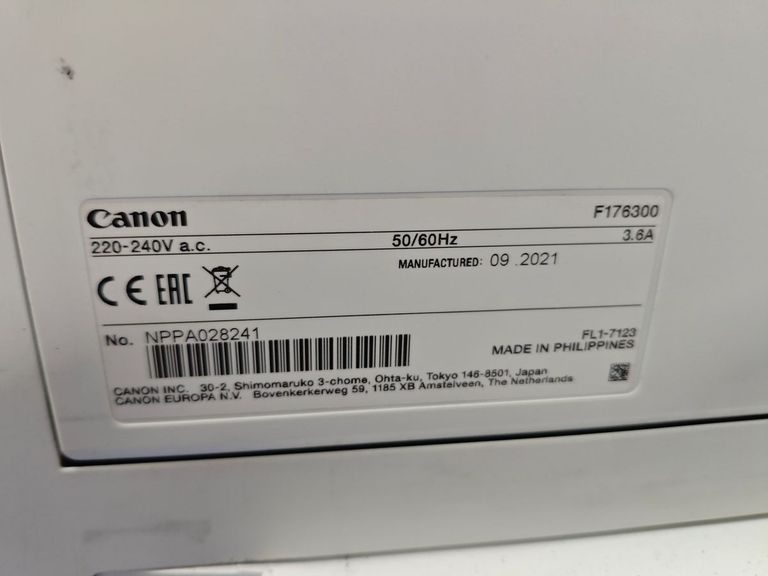 Canon F176300
220-240V a.c. 50/60Hz 3.6A
MANUFACTURED: 09 .2021
CE EAC
No. NPPA028241 FL1-7123
MADE IN PHILIPPINES
CANON INC. 30-2, Shimomaruko 3-chome, Ohta-ku, Tokyo 146-8501, Japan
CANON EUROPA N.V. Bovenkerkerweg 59, 1185 XB Amstelveen, The Netherlands